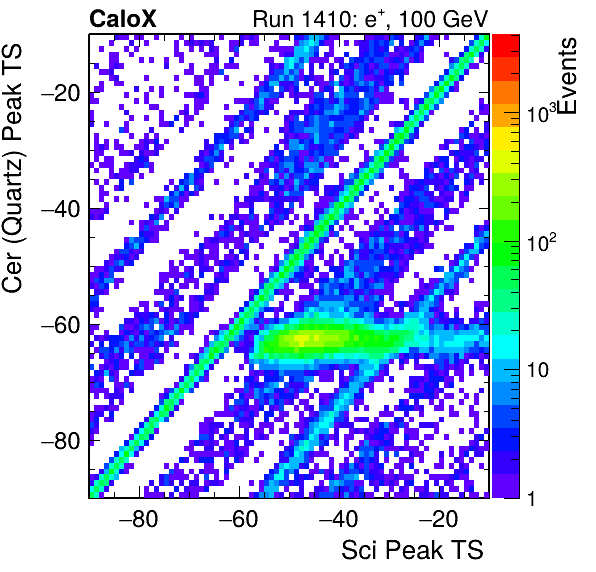 CaloX Run 1410: e⁺, 100 GeV
Cer (Quartz) Peak TS
Events
−20
−40
−60
−80
10³
10²
10
1
−80 −60 −40 −20
Sci Peak TS